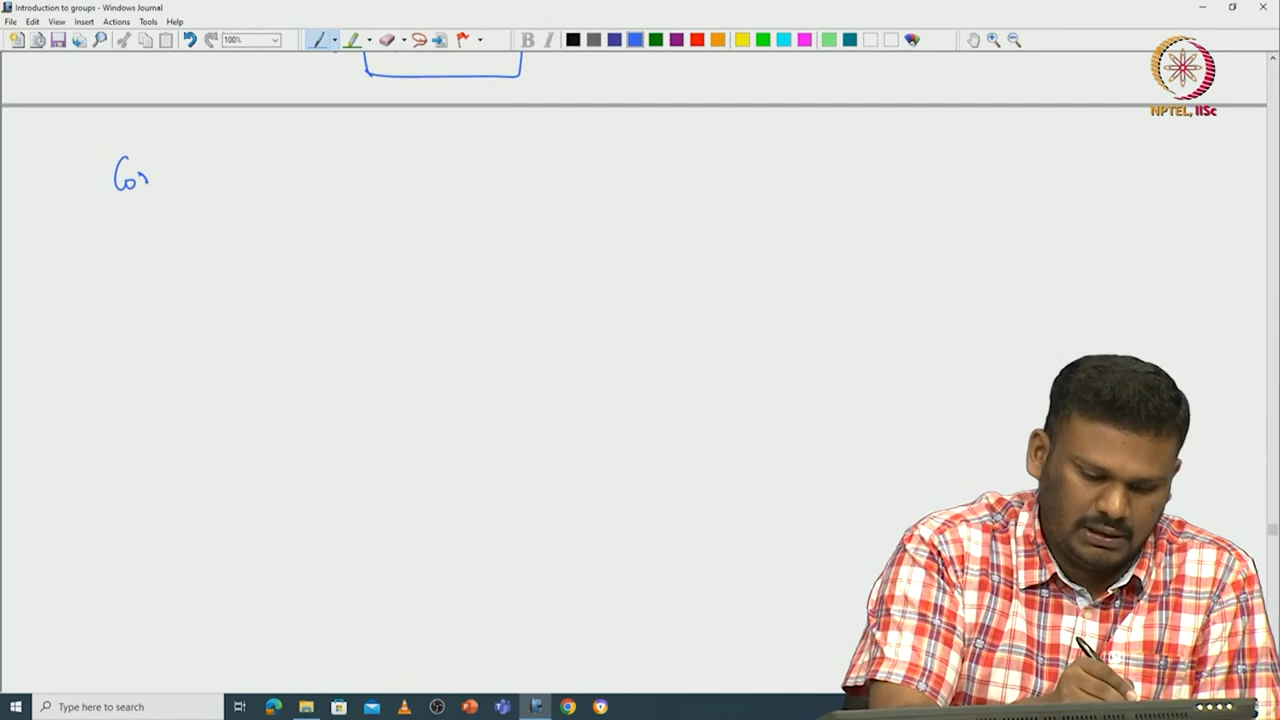 Introduction to groups - Windows Journal
File Edit View Insert Actions Tools Help
100%
B I
NPTEL, IISc
Cos
Type here to search